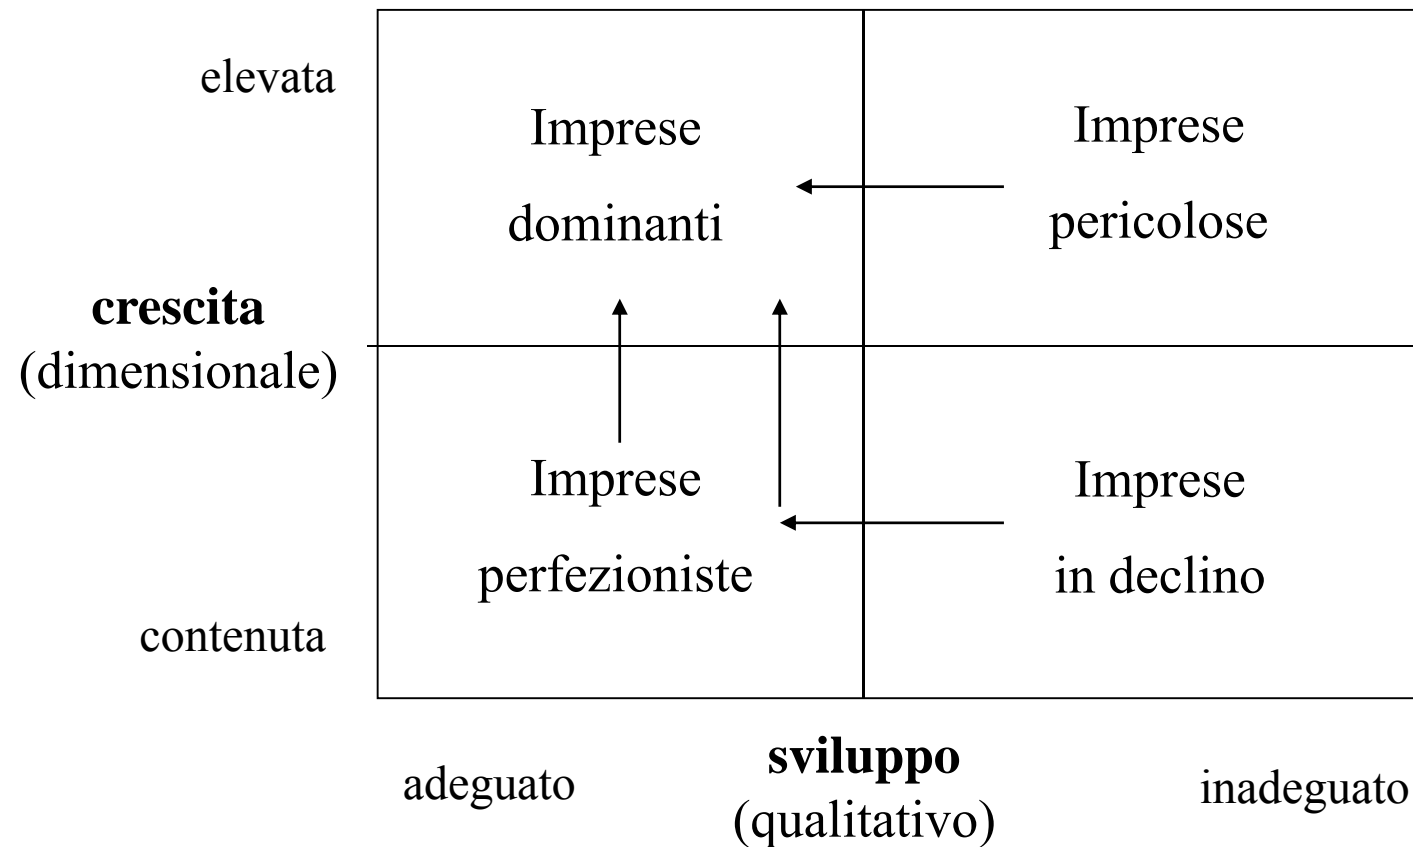 elevata
Imprese
dominanti
Imprese
pericolose
crescita
(dimensionale)
Imprese
perfezioniste
Imprese
in declino
contenuta
adeguato
sviluppo
(qualitativo)
inadeguato